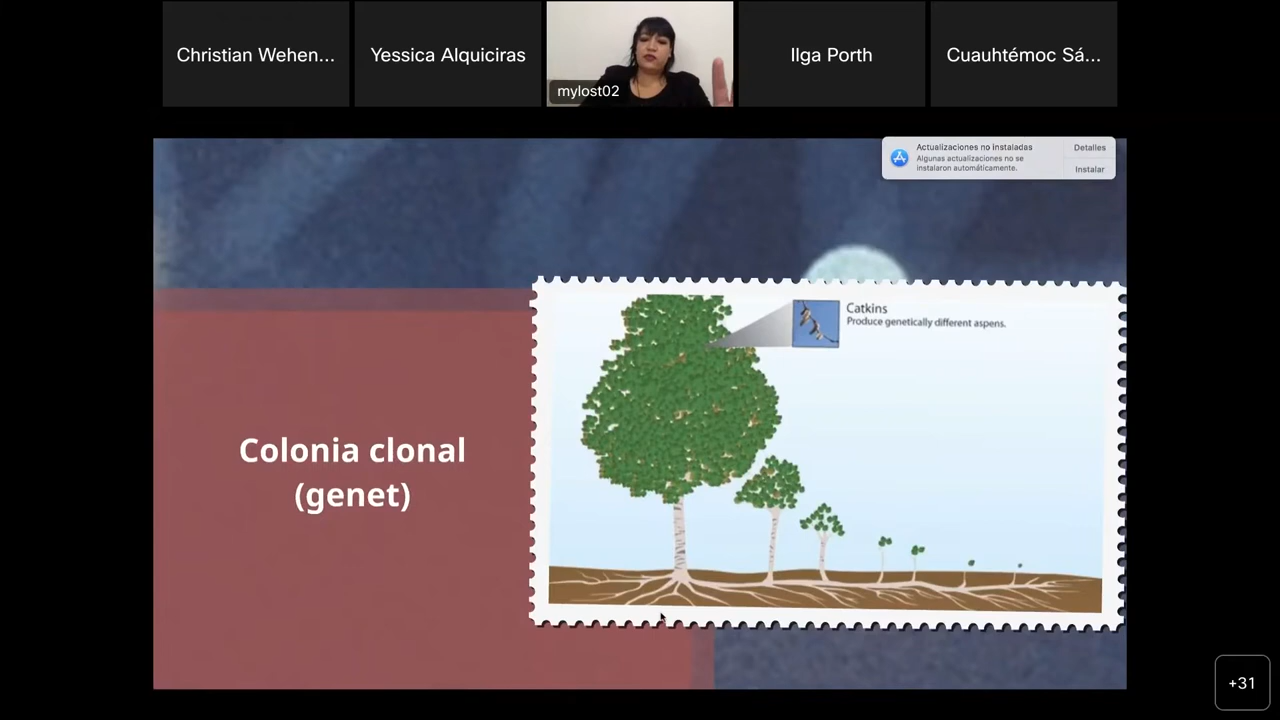 Christian Wehen...
Yessica Alquiciras
mylost02
Ilga Porth
Cuauhtémoc Sá...
Actualizaciones no instaladas
Algunas actualizaciones no se
instalaron automáticamente.
Detalles
Instalar
Catkins
Produce genetically different aspens.
Colonia clonal
(genet)
+31